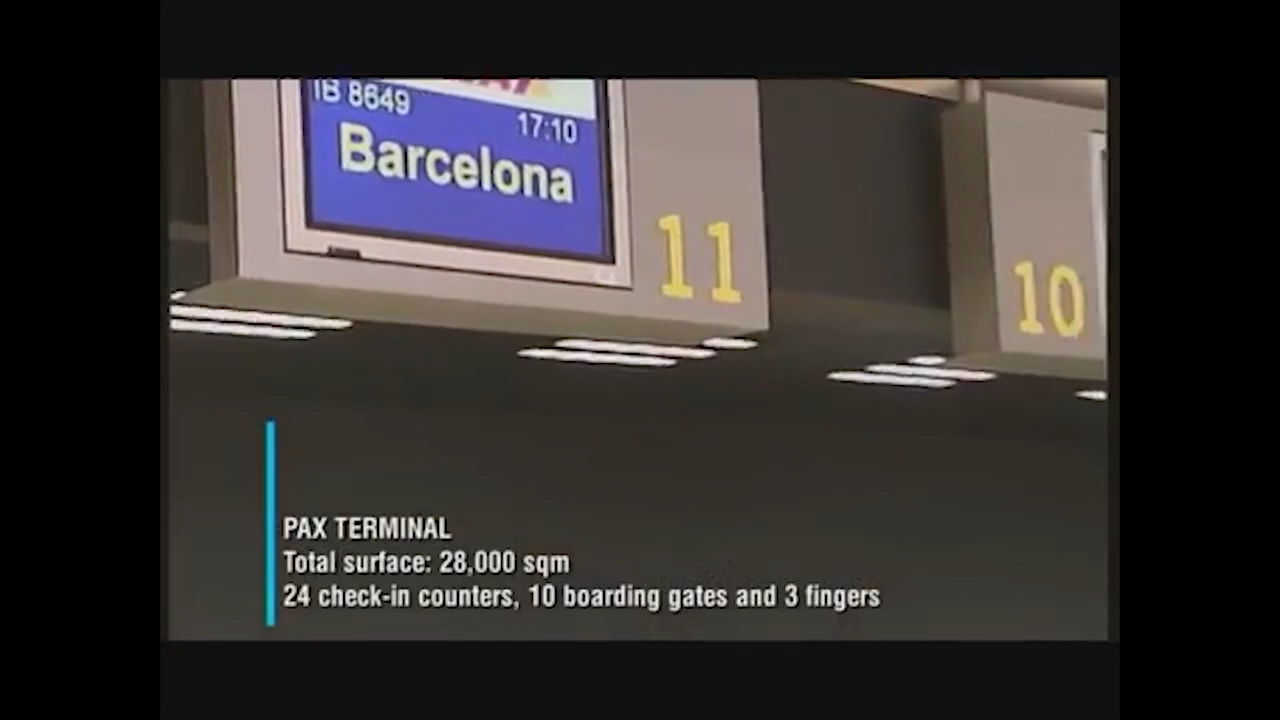 IB 8649
17:10
Barcelona
11
10
PAX TERMINAL
Total surface: 28,000 sqm
24 check-in counters, 10 boarding gates and 3 fingers